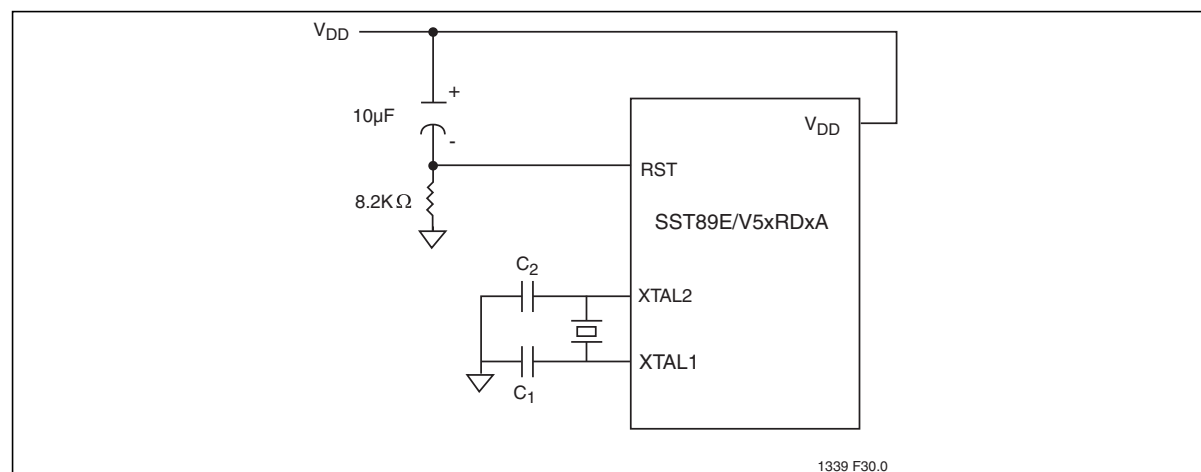 VDD
+
10µF
-
VDD
RST
8.2KΩ
SST89E/V5xRDxA
C2
XTAL2
XTAL1
C1
1339 F30.0